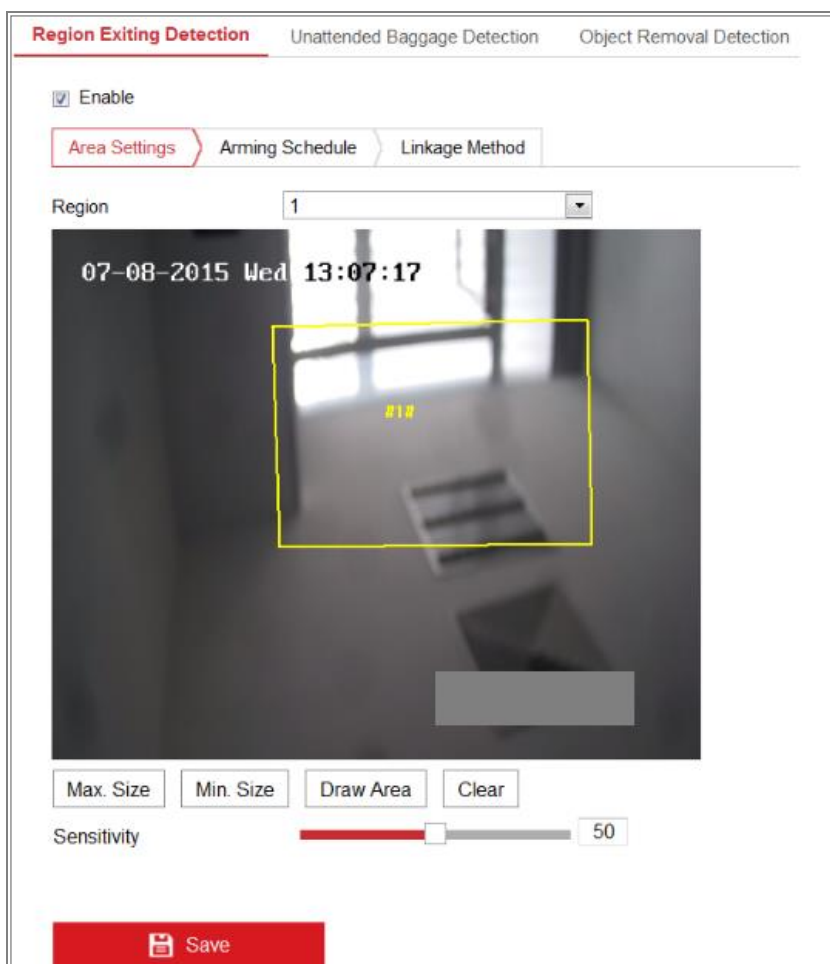 Region Exiting Detection Unattended Baggage Detection Object Removal Detection
Enable
Area Settings Arming Schedule Linkage Method
Region 1
07-08-2015 Wed 13:07:17
#1#
Max. Size Min. Size Draw Area Clear
Sensitivity 50
Save